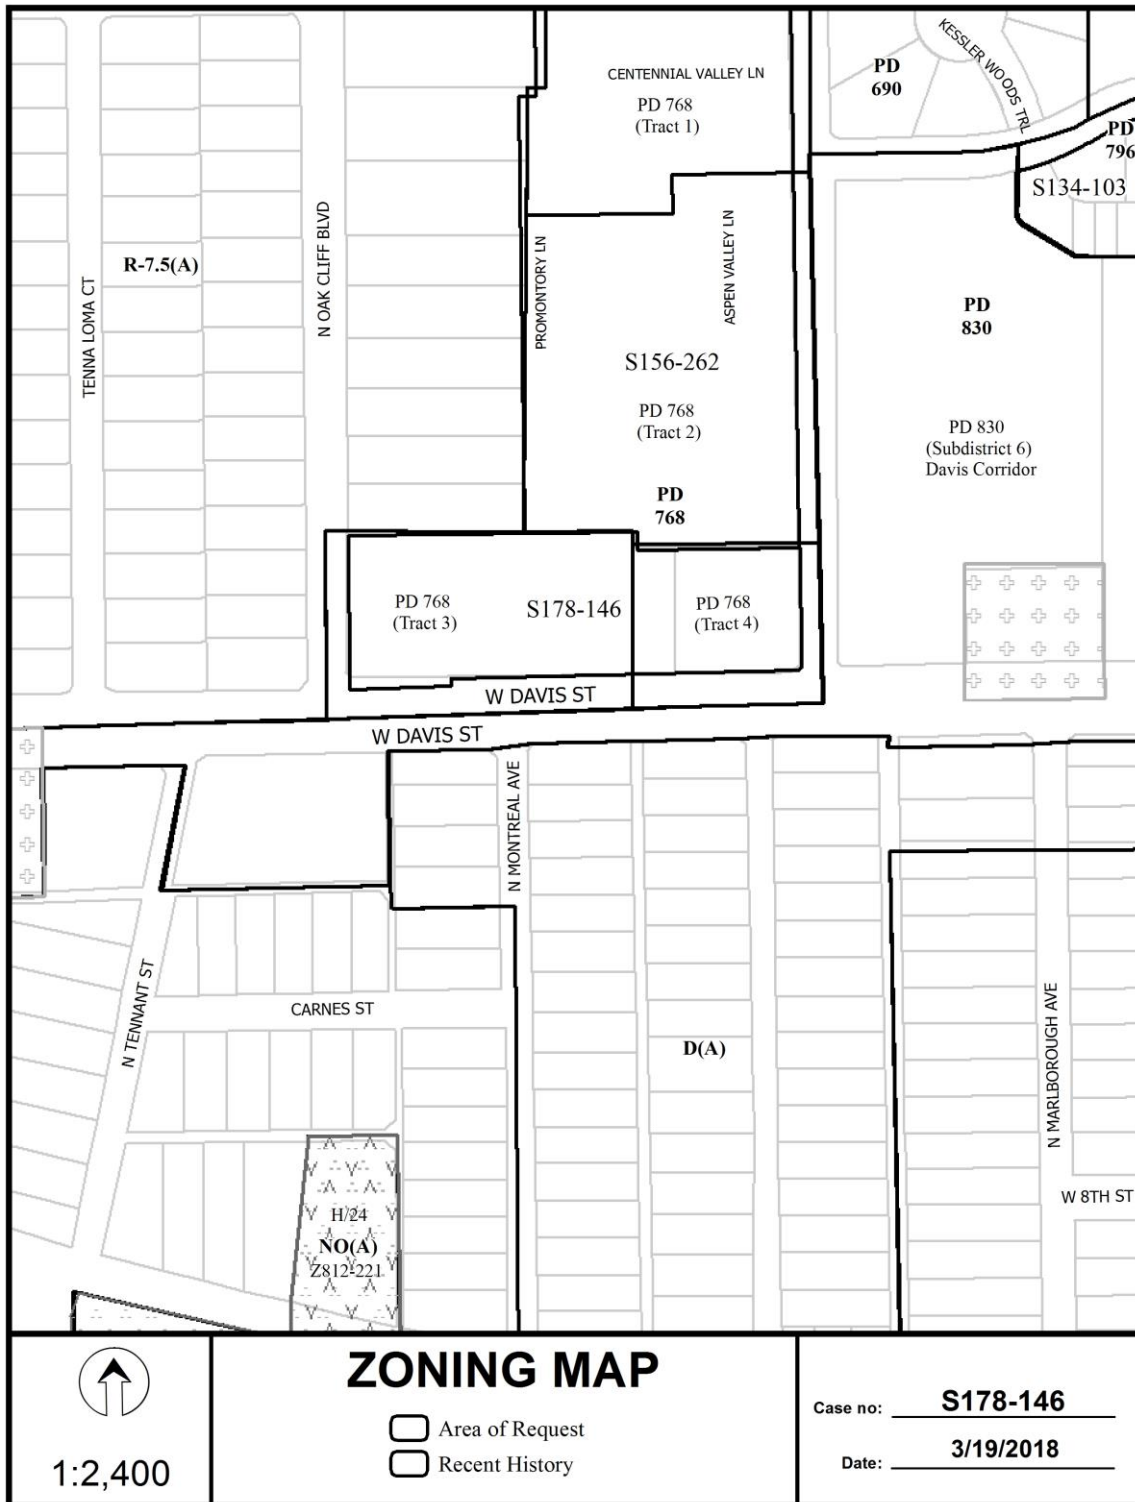 CENTENNIAL VALLEY LN
PD 768
(Tract 1)
KESSLER WOODS TRL
PD
690
PD
796
S134-103
TENNA LOMA CT
R-7.5(A)
N OAK CLIFF BLVD
PROMONTORY LN
ASPEN VALLEY LN
S156-262
PD 768
(Tract 2)
PD
768
PD
830
PD 830
(Subdistrict 6)
Davis Corridor
PD 768
(Tract 3)
S178-146
PD 768
(Tract 4)
W DAVIS ST
W DAVIS ST
N MONTREAL AVE
N TENNANT ST
CARNES ST
D(A)
N MARLBOROUGH AVE
W 8TH ST
H/24
NO(A)
Z812-221
1:2,400
ZONING MAP
Area of Request
Recent History
Case no: S178-146
Date: 3/19/2018